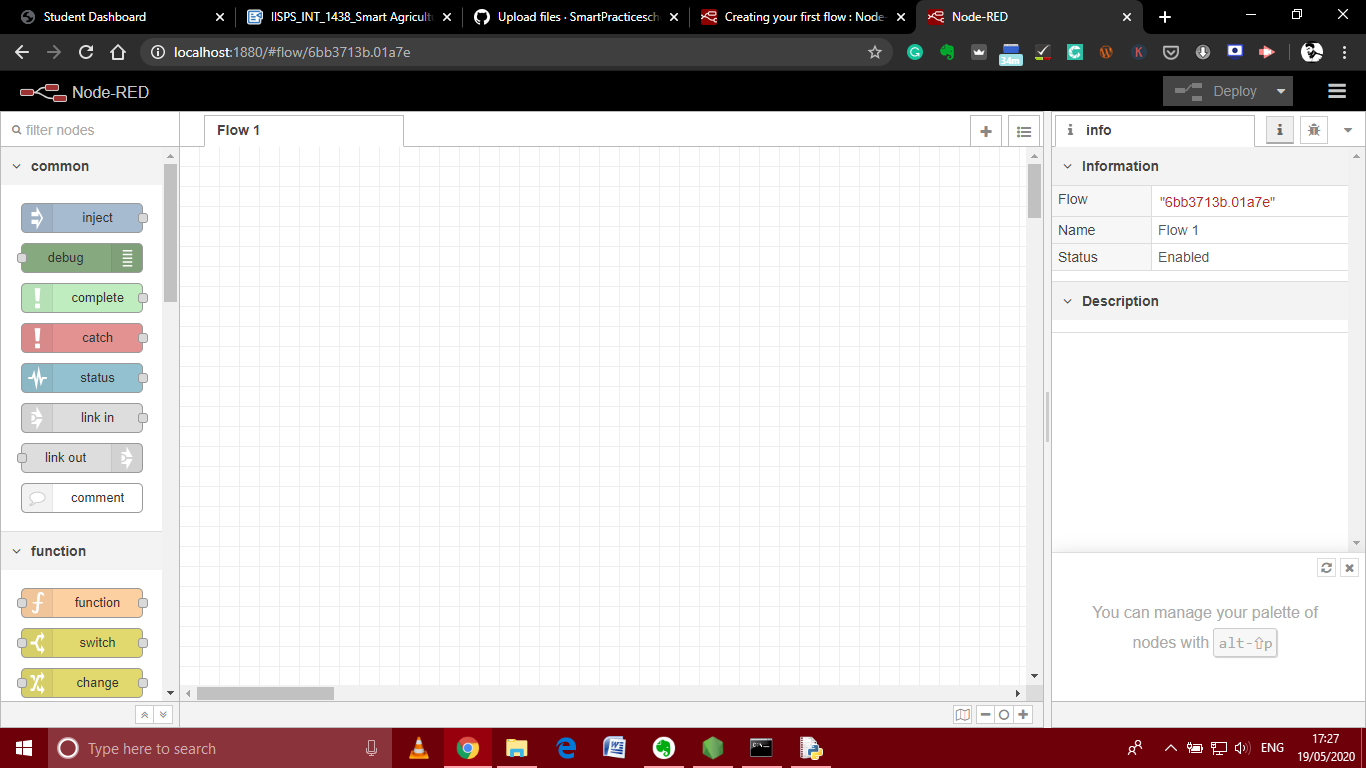 Student Dashboard
IISPS_INT_1438_Smart Agricultu
Upload files · SmartPracticesch
Creating your first flow : Node-
Node-RED
localhost:1880/#flow/6bb3713b.01a7e
34m
K
Node-RED
Deploy
filter nodes
Flow 1
info
common
inject
debug
complete
catch
status
link in
link out
comment
function
function
switch
change
Information
Flow "6bb3713b.01a7e"
Name Flow 1
Status Enabled
Description
You can manage your palette of
nodes with alt-⇧p
Type here to search
ENG
17:27
19/05/2020